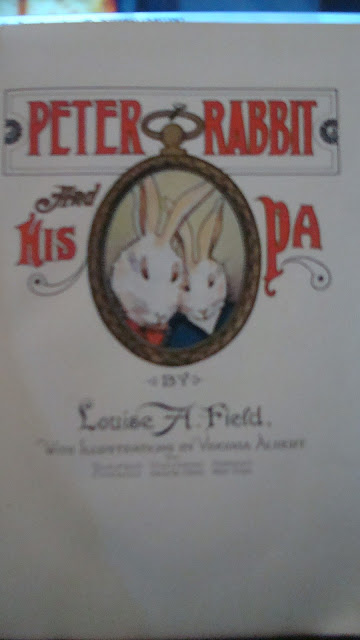 PETER RABBIT
And
HIS PA
BY
Louise A. Field.
WITH ILLUSTRATIONS BY VIRGINIA ALBERT